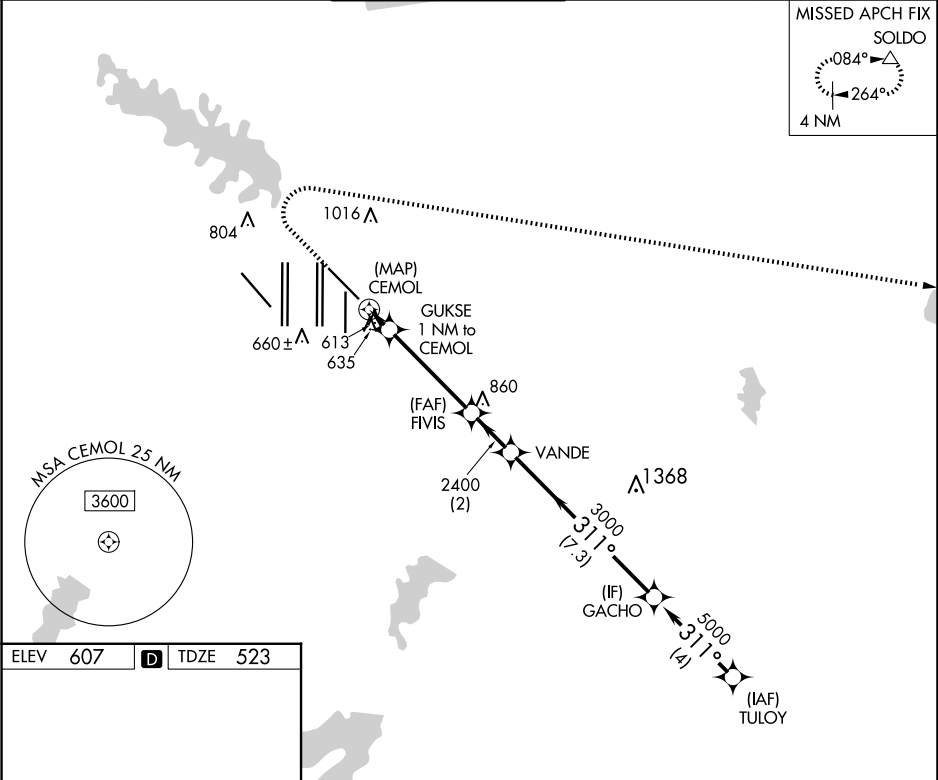 MISSED APCH FIX
SOLDO
084°
264°
4 NM
804
1016
(MAP)
CEMOL
GUKSE
1 NM to
CEMOL
660 ±
613
635
860
(FAF)
FIVIS
VANDE
2400
(2)
1368
3000
311°
(7.3)
MSA CEMOL 25 NM
3600
(IF)
GACHO
5000
311°
(4)
(IAF)
TULOY
ELEV 607 D TDZE 523